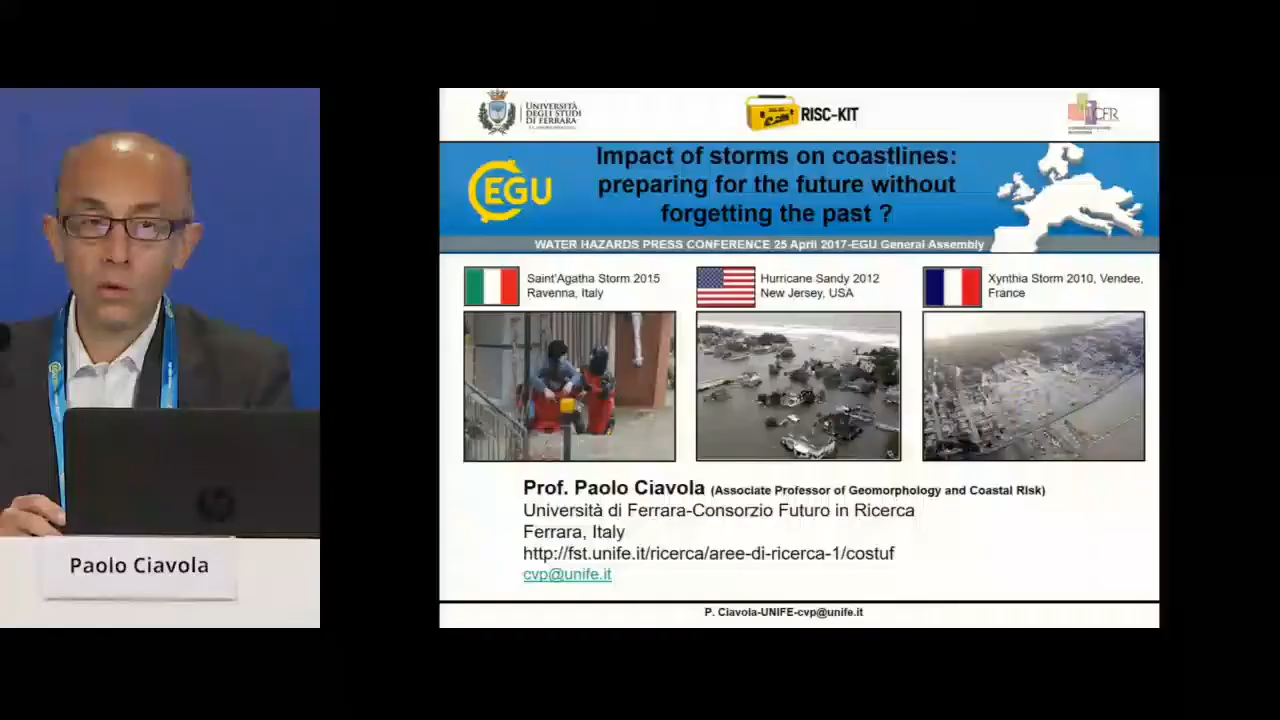 UNIVERSITÀ
DEGLI STUDI
DI FERRARA
RISC-KIT
CFR
EGU
Impact of storms on coastlines:
preparing for the future without
forgetting the past ?
WATER HAZARDS PRESS CONFERENCE 25 April 2017-EGU General Assembly
Saint'Agatha Storm 2015
Ravenna, Italy
Hurricane Sandy 2012
New Jersey, USA
Xynthia Storm 2010, Vendee,
France
Prof. Paolo Ciavola (Associate Professor of Geomorphology and Coastal Risk)
Università di Ferrara-Consorzio Futuro in Ricerca
Ferrara, Italy
http://fst.unife.it/ricerca/aree-di-ricerca-1/costuf
cvp@unife.it
P. Ciavola-UNIFE-cvp@unife.it
Paolo Ciavola
hp